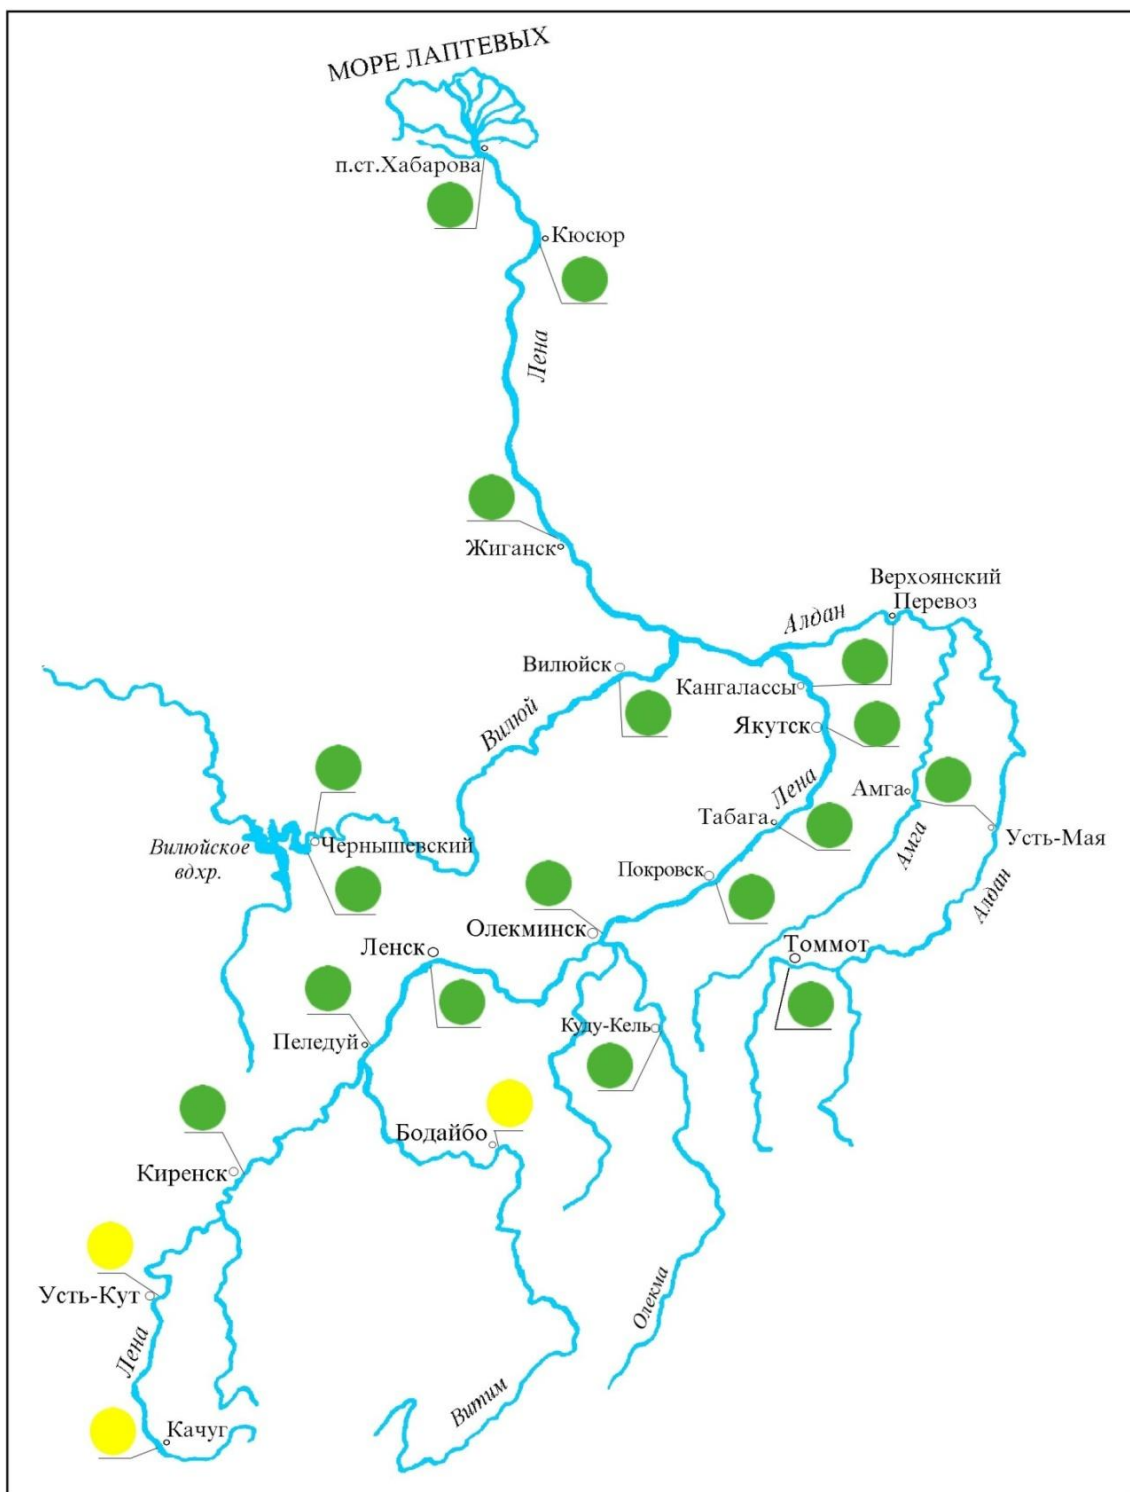 МОРЕ ЛАПТЕВЫХ
п.ст.Хабарова
Кюсюр
Лена
Жиганск
Верхоянский
Перевоз
Алдан
Вилюйск
Кангалассы
Вилюй
Якутск
Лена
Амга
Табага
Усть-Мая
Амга
Чернышевский
Вилюйское
вдхр.
Покровск
Алдан
Олекминск
Ленск
Томмот
Куду-Кель
Пеледуй
Бодайбо
Киренск
Усть-Кут
Олекма
Лена
Витим
Качуг